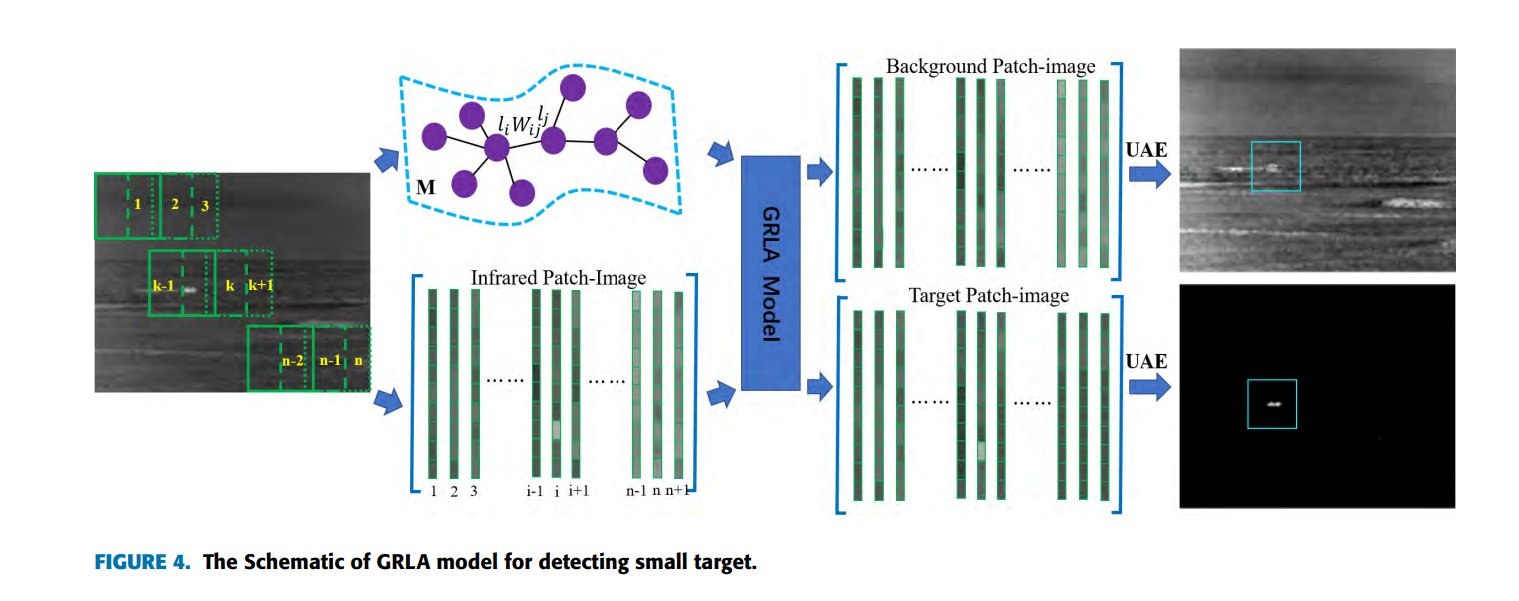 1 2 3
k-1 k k+1
n-2 n-1 n
l_i W_ij l_j
M
Infrared Patch-Image
...... ......
1 2 3 i-1 i i+1 n-1 n n+1
GRLA Model
Background Patch-image
...... ......
UAE
Target Patch-image
...... ......
UAE
FIGURE 4. The Schematic of GRLA model for detecting small target.